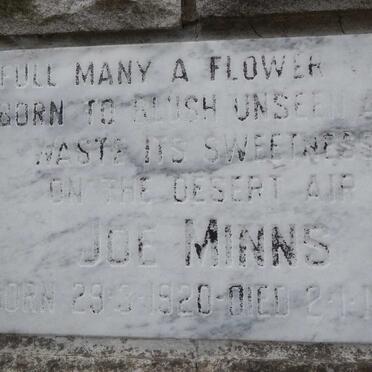 FULL MANY A FLOWER
BORN TO BLUSH UNSEEN
WASTE ITS SWEETNESS
ON THE DESERT AIR
JOE MINNS
BORN 29-3-1920-DIED